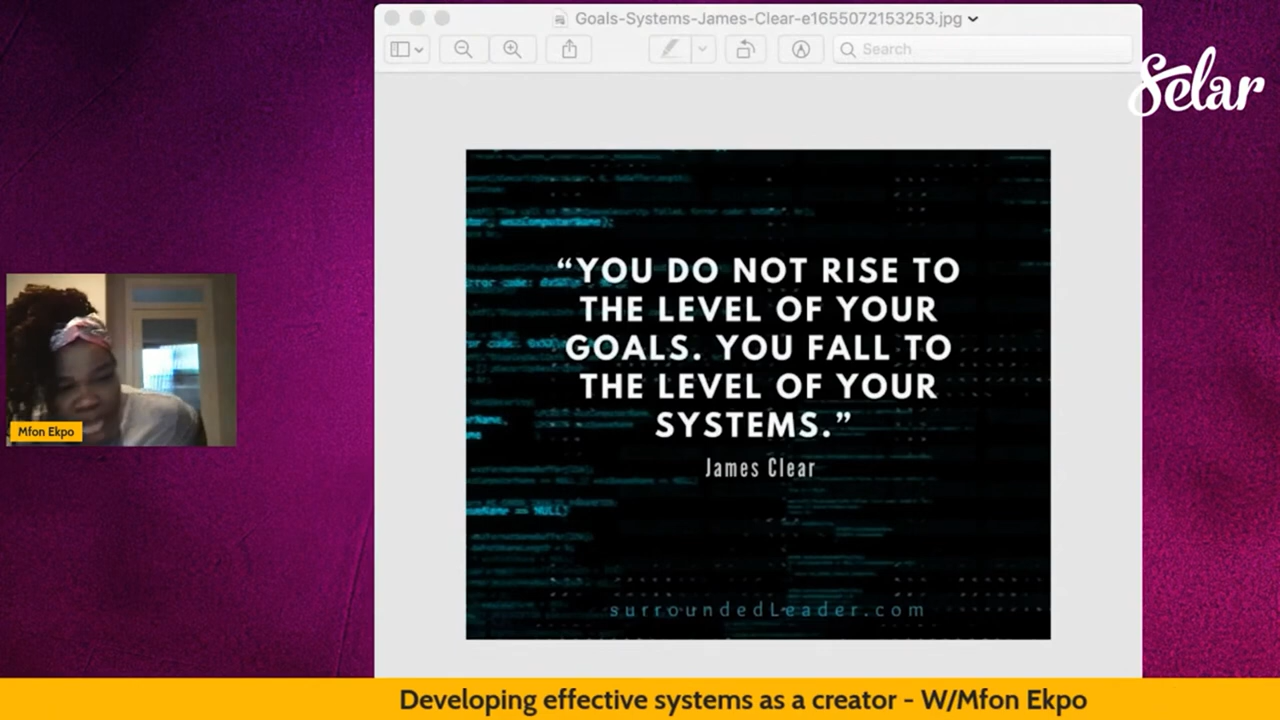 Goals-Systems-James-Clear-e1655072153253.jpg
Search
Selar
“YOU DO NOT RISE TO
THE LEVEL OF YOUR
GOALS. YOU FALL TO
THE LEVEL OF YOUR
SYSTEMS.”
James Clear
== NULL)
surroundedLeader.com
Mfon Ekpo
Developing effective systems as a creator - W/Mfon Ekpo